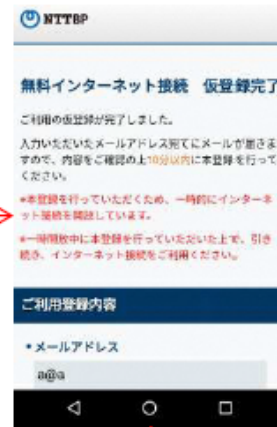 NTTBP
無料インターネット接続 仮登録完了
ご利用の仮登録が完了しました。
入力いただいたメールアドレス宛てにメールが届きま
すので、内容をご確認の上10分以内に本登録を行って
ください。
※本登録を行っていただくため、一時的にインターネ
ット接続を開放しています。
※一時開放中に本登録を行っていただいた上で、引き
続き、インターネット接続をご利用ください。
ご利用登録内容
・メールアドレス
a@a